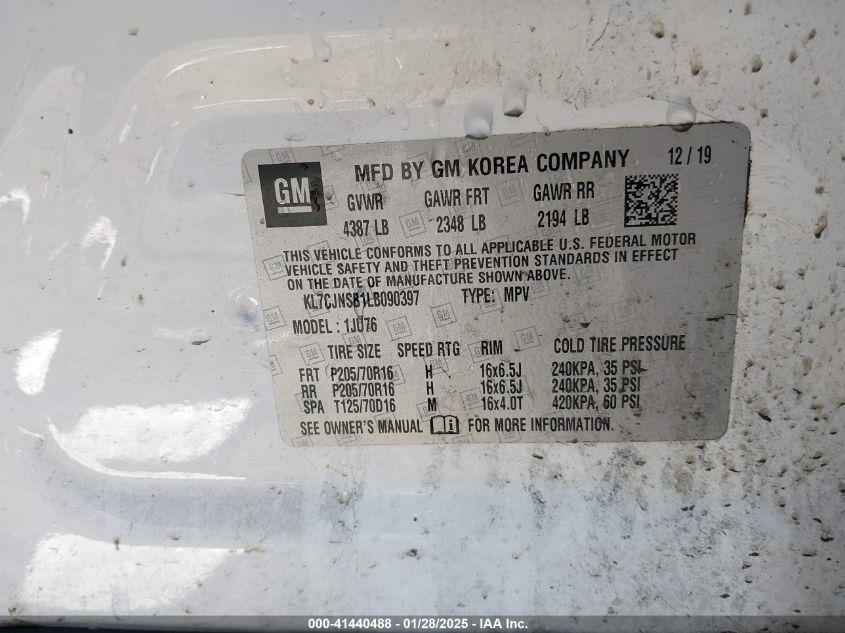 GM
MFD BY GM KOREA COMPANY 12/19
GVWR GAWR FRT GAWR RR
4387 LB 2348 LB 2194 LB
THIS VEHICLE CONFORMS TO ALL APPLICABLE U.S. FEDERAL MOTOR
VEHICLE SAFETY AND THEFT PREVENTION STANDARDS IN EFFECT
ON THE DATE OF MANUFACTURE SHOWN ABOVE.
KL7CJNSB1LB090397 TYPE: MPV
MODEL: 1JU76
TIRE SIZE SPEED RTG RIM COLD TIRE PRESSURE
FRT P205/70R16 H 16x6.5J 240KPA, 35 PSI
RR P205/70R16 H 16x6.5J 240KPA, 35 PSI
SPA T125/70D16 M 16x4.0T 420KPA, 60 PSI
SEE OWNER'S MANUAL i FOR MORE INFORMATION.
000-41440488 - 01/28/2025 - IAA Inc.